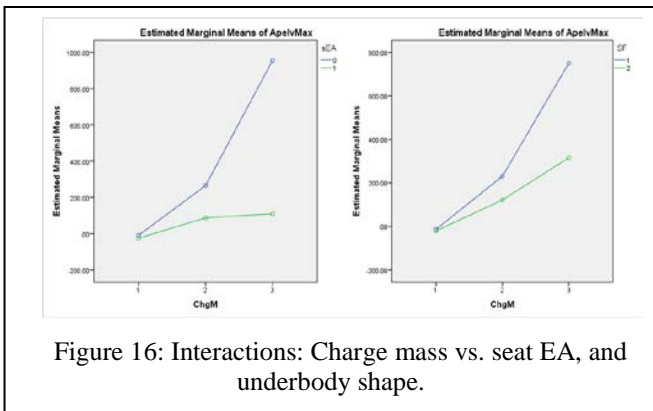 Estimated Marginal Means of ApelvMax
sEA
0
1
Estimated Marginal Means
1000.00
800.00
600.00
400.00
200.00
.00
-200.00
1
2
3
ChgM
Estimated Marginal Means of ApelvMax
SF
1
2
Estimated Marginal Means
800.00
600.00
400.00
200.00
.00
-200.00
1
2
3
ChgM
Figure 16: Interactions: Charge mass vs. seat EA, and
underbody shape.